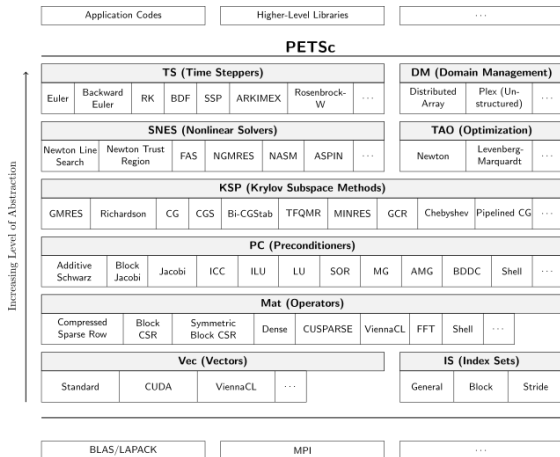 Application Codes
Higher-Level Libraries
...
PETSc
Increasing Level of Abstraction
TS (Time Steppers)
Euler
Backward
Euler
RK
BDF
SSP
ARKIMEX
Rosenbrock-
W
...
DM (Domain Management)
Distributed
Array
Plex (Un-
structured)
...
SNES (Nonlinear Solvers)
Newton Line
Search
Newton Trust
Region
FAS
NGMRES
NASM
ASPIN
...
TAO (Optimization)
Newton
Levenberg-
Marquardt
...
KSP (Krylov Subspace Methods)
GMRES
Richardson
CG
CGS
Bi-CGStab
TFQMR
MINRES
GCR
Chebyshev
Pipelined CG
...
PC (Preconditioners)
Additive
Schwarz
Block
Jacobi
Jacobi
ICC
ILU
LU
SOR
MG
AMG
BDDC
Shell
...
Mat (Operators)
Compressed
Sparse Row
Block
CSR
Symmetric
Block CSR
Dense
CUSPARSE
ViennaCL
FFT
Shell
...
Vec (Vectors)
Standard
CUDA
ViennaCL
...
IS (Index Sets)
General
Block
Stride
BLAS/LAPACK
MPI
...